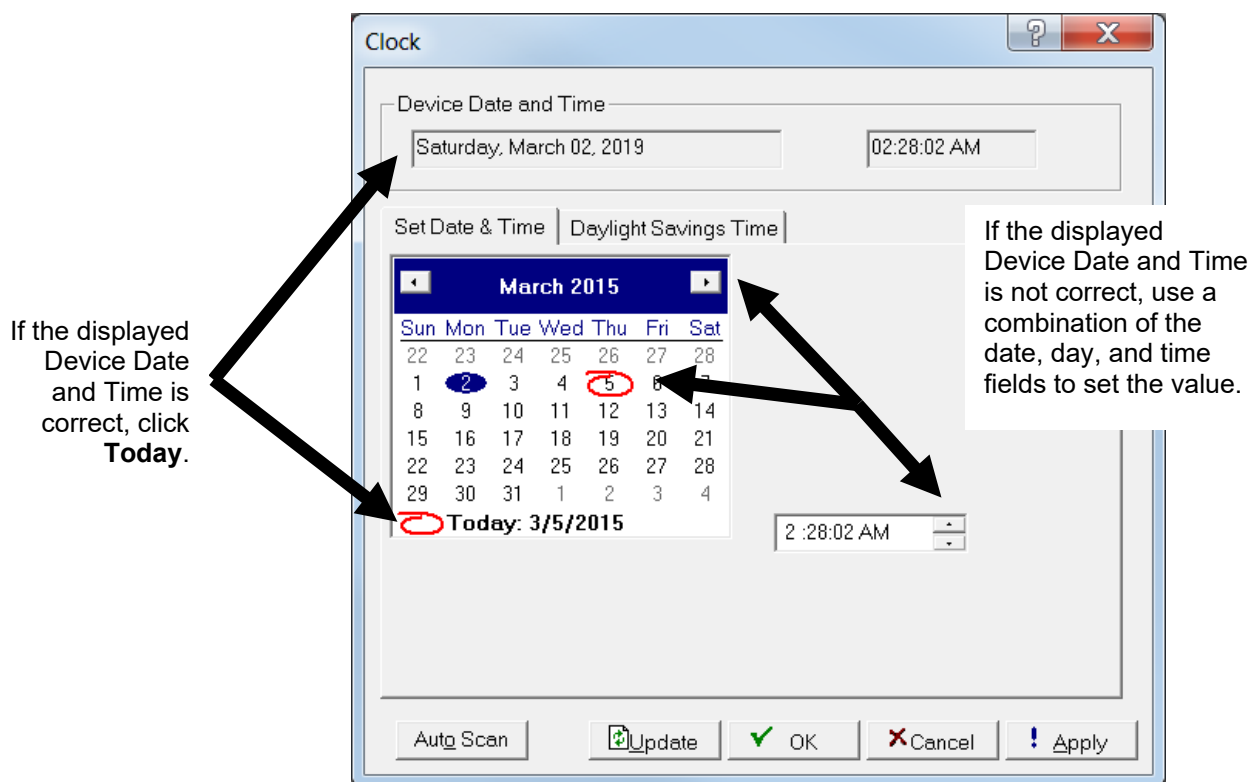 Clock
Device Date and Time
Saturday, March 02, 2019 02:28:02 AM
Set Date & Time Daylight Savings Time
March 2015
Sun Mon Tue Wed Thu Fri Sat
22 23 24 25 26 27 28
1 2 3 4 5 6 7
8 9 10 11 12 13 14
15 16 17 18 19 20 21
22 23 24 25 26 27 28
29 30 31 1 2 3 4
Today: 3/5/2015
2 :28:02 AM
If the displayed
Device Date
and Time is
correct, click
Today.
If the displayed
Device Date and Time
is not correct, use a
combination of the
date, day, and time
fields to set the value.
Auto Scan Update OK Cancel Apply